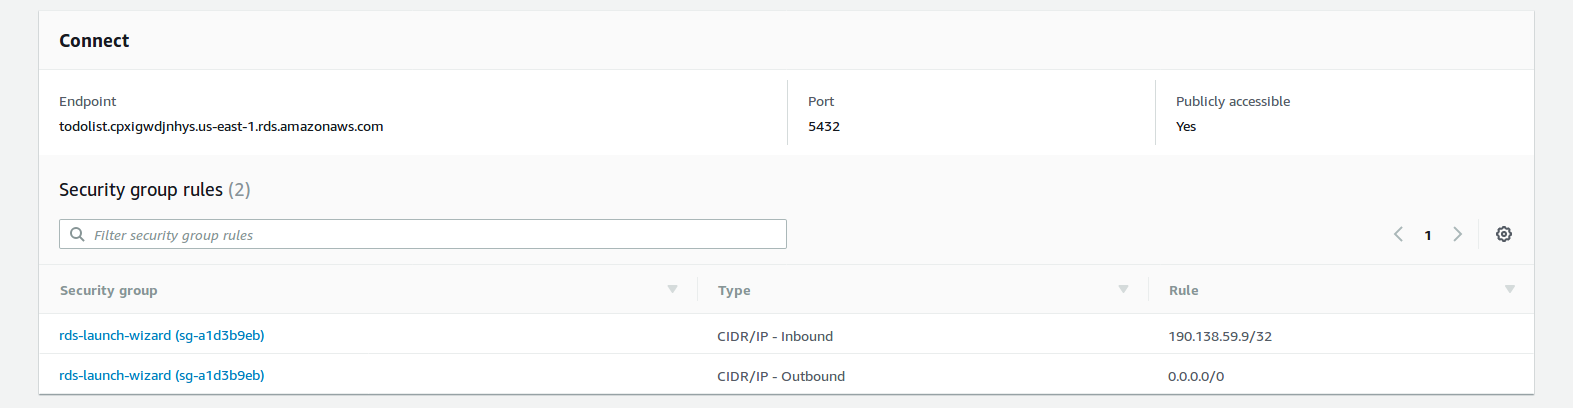 Connect
Endpoint
Port
Publicly accessible
todolist.cpxigwdjnhys.us-east-1.rds.amazonaws.com
5432
Yes
Security group rules (2)
Filter security group rules
1
Security group
Type
Rule
rds-launch-wizard (sg-a1d3b9eb)
CIDR/IP - Inbound
190.138.59.9/32
rds-launch-wizard (sg-a1d3b9eb)
CIDR/IP - Outbound
0.0.0.0/0